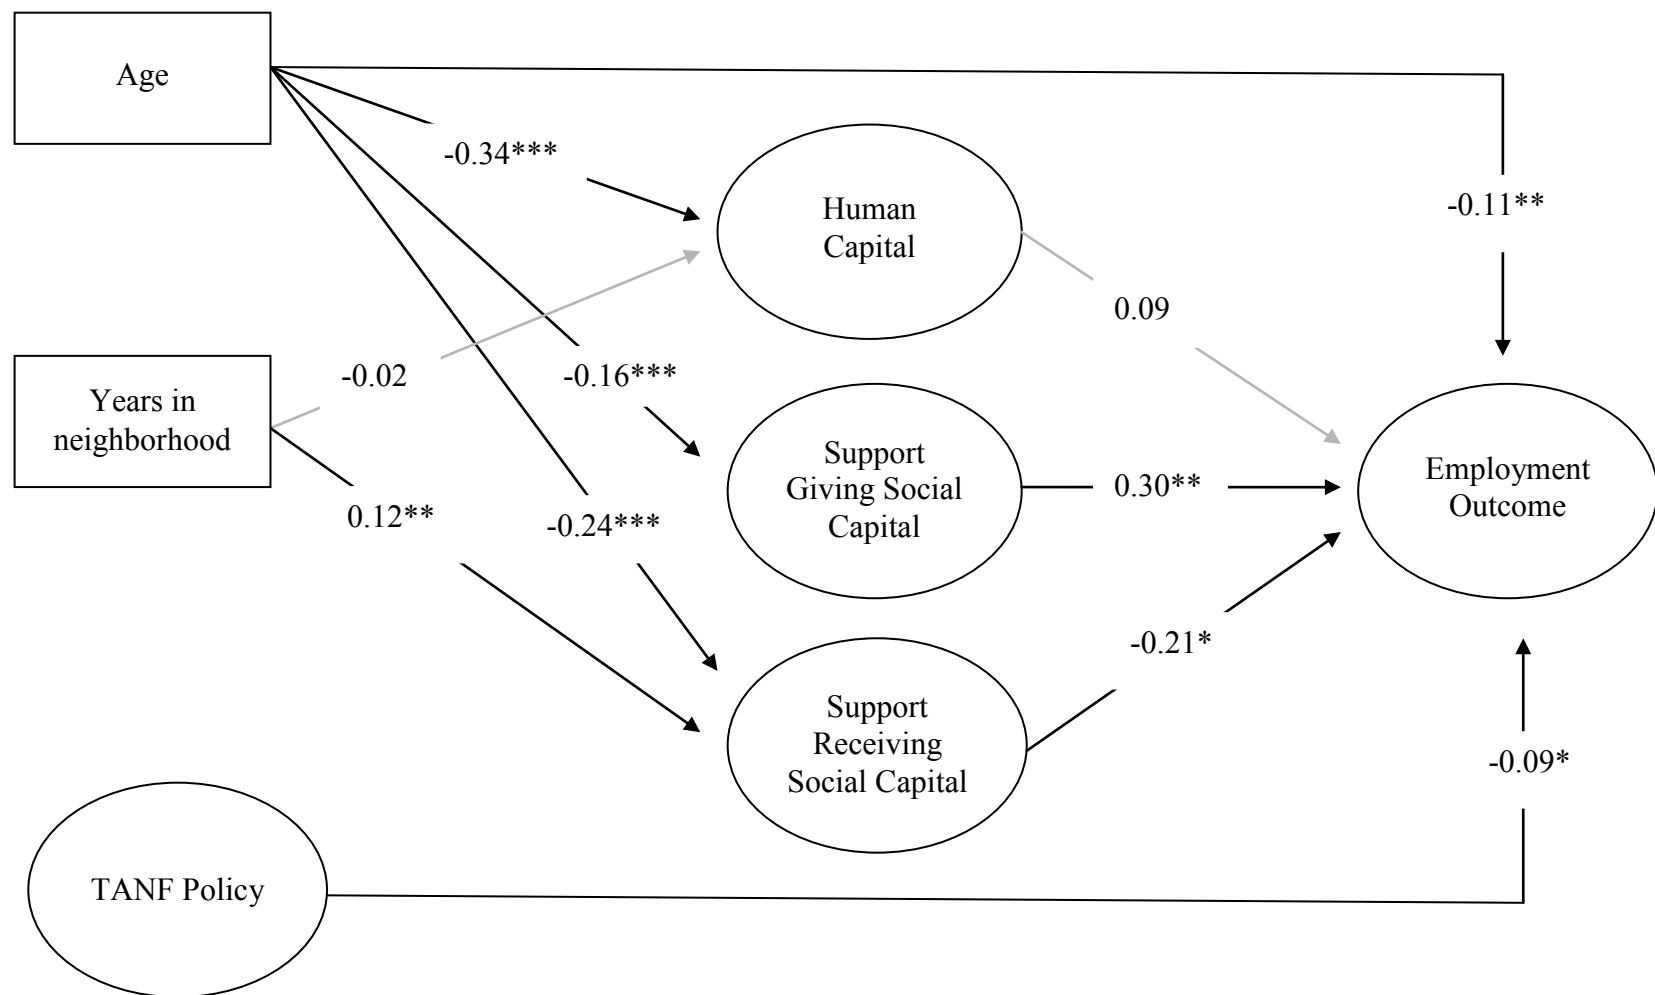 Age
-0.34***
Human
Capital
-0.11**
0.09
Years in
neighborhood
-0.02
-0.16***
Support
Giving Social
Capital
0.30**
Employment
Outcome
0.12**
-0.24***
-0.21*
Support
Receiving
Social Capital
-0.09*
TANF Policy